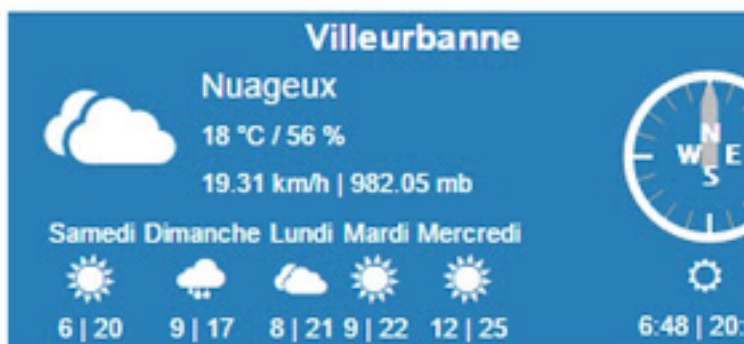 Villeurbanne
Nuageux
18 °C / 56 %
19.31 km/h | 982.05 mb
N
W E
S
Samedi Dimanche Lundi Mardi Mercredi
6 | 20 9 | 17 8 | 21 9 | 22 12 | 25
6:48 | 20: